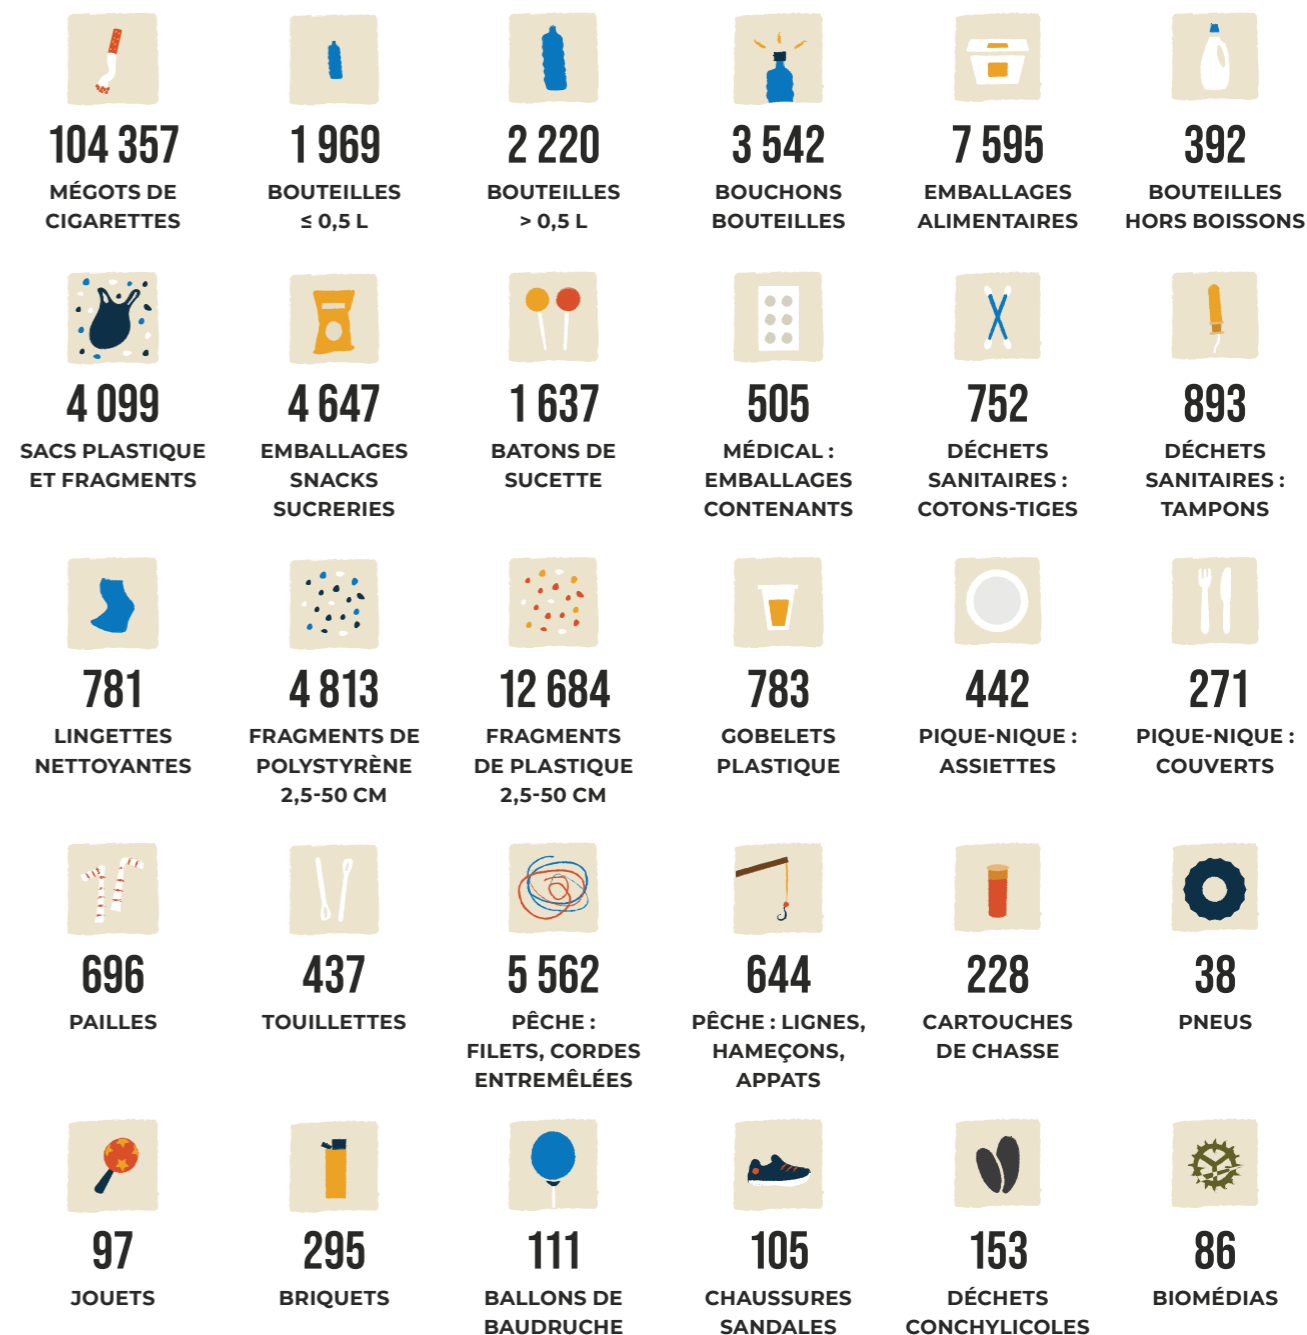 104 357
MÉGOTS DE
CIGARETTES
1 969
BOUTEILLES
≤ 0,5 L
2 220
BOUTEILLES
> 0,5 L
3 542
BOUCHONS
BOUTEILLES
7 595
EMBALLAGES
ALIMENTAIRES
392
BOUTEILLES
HORS BOISSONS
4 099
SACS PLASTIQUE
ET FRAGMENTS
4 647
EMBALLAGES
SNACKS
SUCRERIES
1 637
BATONS DE
SUCETTE
505
MÉDICAL :
EMBALLAGES
CONTENANTS
752
DÉCHETS
SANITAIRES :
COTONS-TIGES
893
DÉCHETS
SANITAIRES :
TAMPONS
781
LINGETTES
NETTOYANTES
4 813
FRAGMENTS DE
POLYSTYRÈNE
2,5-50 CM
12 684
FRAGMENTS
DE PLASTIQUE
2,5-50 CM
783
GOBELETS
PLASTIQUE
442
PIQUE-NIQUE :
ASSIETTES
271
PIQUE-NIQUE :
COUVERTS
696
PAILLES
437
TOUILLETTES
5 562
PÊCHE :
FILETS, CORDES
ENTREMÊLÉES
644
PÊCHE : LIGNES,
HAMEÇONS,
APPATS
228
CARTOUCHES
DE CHASSE
38
PNEUS
97
JOUETS
295
BRIQUETS
111
BALLONS DE
BAUDRUCHE
105
CHAUSSURES
SANDALES
153
DÉCHETS
CONCHYLICOLES
86
BIOMÉDIAS